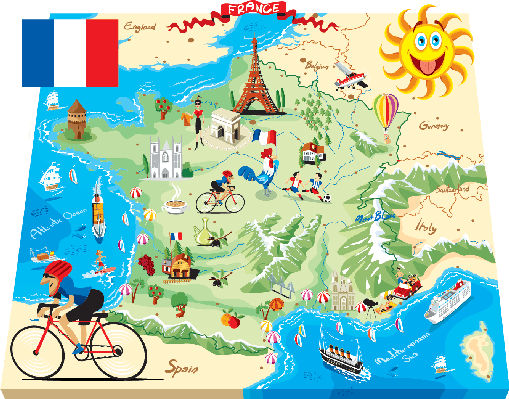 FRANCE
England
Belgium
Germany
Switzerland
Mont Blanc
Italy
Atlantic Ocean
Spain
Mediterranean
Sea